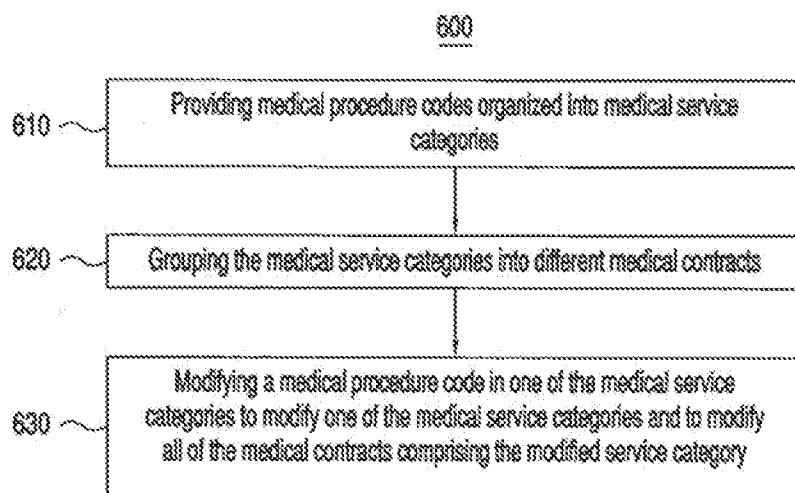 600
610
Providing medical procedure codes organized into medical service
categories
620
Grouping the medical service categories into different medical contracts
630
Modifying a medical procedure code in one of the medical service
categories to modify one of the medical service categories and to modify
all of the medical contracts comprising the modified service category